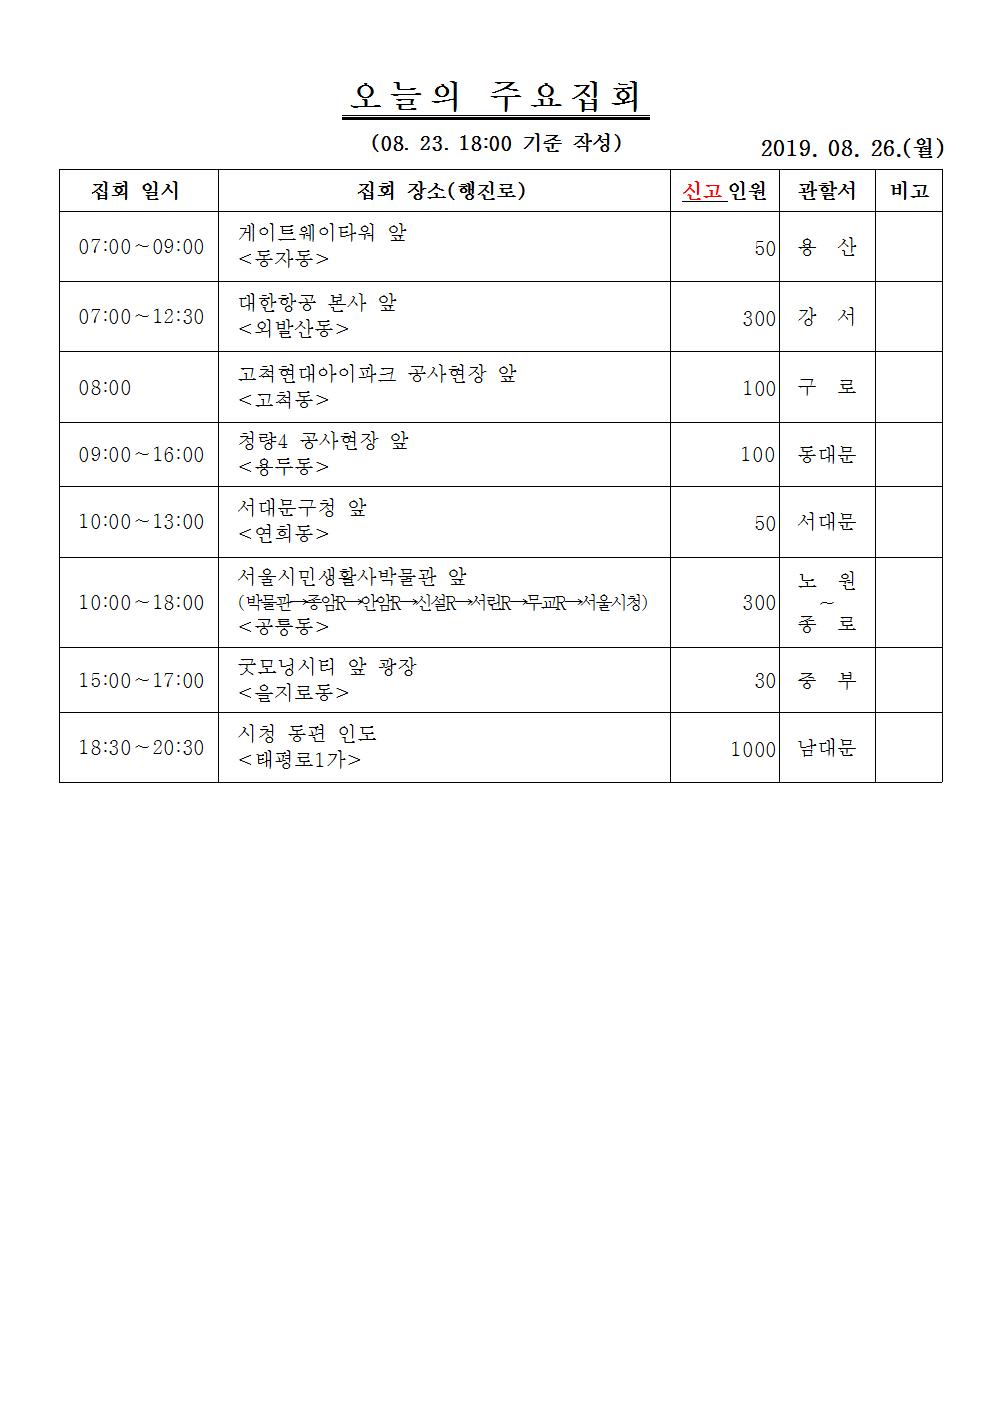 오늘의 주요집회
(08. 23. 18:00 기준 작성)
2019. 08. 26.(월)
집회 일시 집회 장소(행진로) 신고인원 관할서 비고
07:00~09:00 게이트웨이타워 앞 50 용 산
<동자동>
07:00~12:30 대한항공 본사 앞 300 강 서
<외발산동>
08:00 고척현대아이파크 공사현장 앞 100 구 로
<고척동>
09:00~16:00 청량4 공사현장 앞 100 동대문
<용두동>
10:00~13:00 서대문구청 앞 50 서대문
<연희동>
서울시민생활사박물관 앞 노 원
10:00~18:00 (박물관→종암R→안암R→신설R→서린R→무교R→서울시청) 300 ~
<공릉동> 종 로
15:00~17:00 굿모닝시티 앞 광장 30 중 부
<을지로동>
18:30~20:30 시청 동편 인도 1000 남대문
<태평로1가>